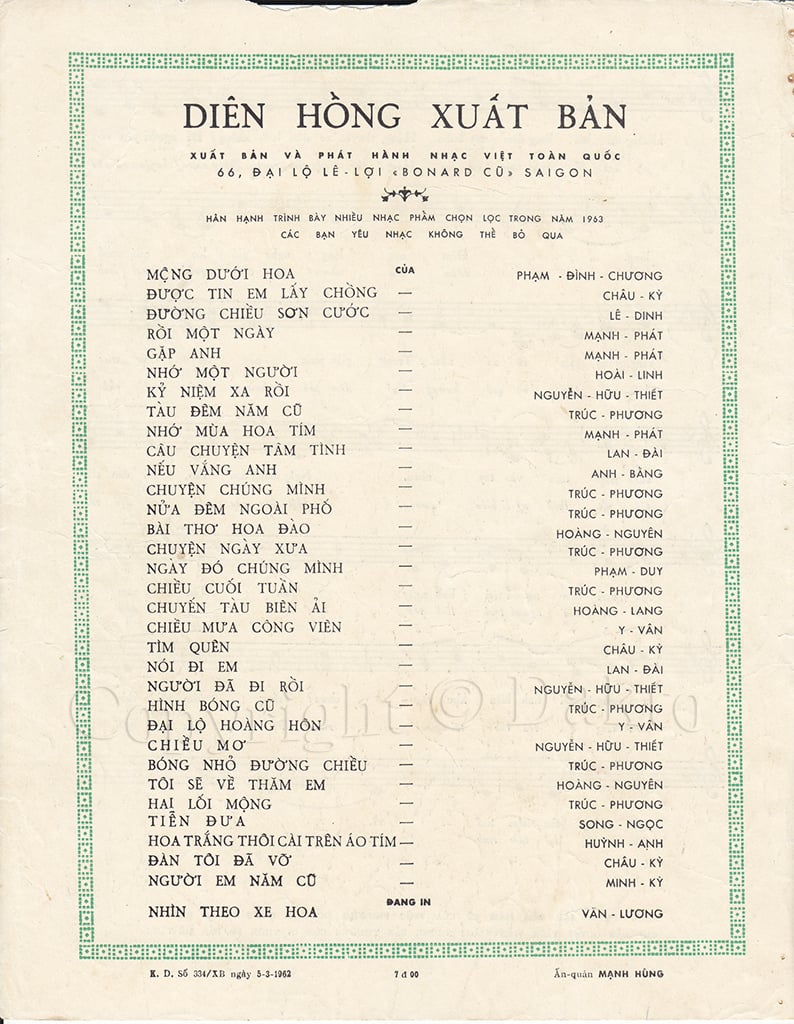 DIÊN HỒNG XUẤT BẢN
XUẤT BẢN VÀ PHÁT HÀNH NHẠC VIỆT TOÀN QUỐC
66, ĐẠI LỘ LÊ-LỢI «BONARD CŨ» SAIGON
HÂN HẠNH TRÌNH BÀY NHIỀU NHẠC PHẨM CHỌN LỌC TRONG NĂM 1963
CÁC BẠN YÊU NHẠC KHÔNG THỂ BỎ QUA
MỘNG DƯỚI HOA CỦA PHẠM - ĐÌNH - CHƯƠNG
ĐƯỢC TIN EM LẤY CHỒNG — CHÂU - KỲ
ĐƯỜNG CHIỀU SƠN CƯỚC — LÊ - DINH
RỒI MỘT NGÀY — MẠNH - PHÁT
GẶP ANH — MẠNH - PHÁT
NHỚ MỘT NGƯỜI — HOÀI - LINH
KỶ NIỆM XA RỒI — NGUYỄN - HỮU - THIẾT
TÀU ĐÊM NĂM CŨ — TRÚC - PHƯƠNG
NHỚ MÙA HOA TÍM — MẠNH - PHÁT
CÂU CHUYỆN TÂM TÌNH — LAN - ĐÀI
NẾU VẮNG ANH — ANH - BẰNG
CHUYỆN CHÚNG MÌNH — TRÚC - PHƯƠNG
NỬA ĐÊM NGOÀI PHỐ — TRÚC - PHƯƠNG
BÀI THƠ HOA ĐÀO — HOÀNG - NGUYÊN
CHUYỆN NGÀY XƯA — TRÚC - PHƯƠNG
NGÀY ĐÓ CHÚNG MÌNH — PHẠM - DUY
CHIỀU CUỐI TUẦN — TRÚC - PHƯƠNG
CHUYẾN TÀU BIÊN ẢI — HOÀNG - LANG
CHIỀU MƯA CÔNG VIÊN — Y - VÂN
TÌM QUÊN — CHÂU - KỲ
NÓI ĐI EM — LAN - ĐÀI
NGƯỜI ĐÃ ĐI RỒI — NGUYỄN - HỮU - THIẾT
HÌNH BÓNG CŨ — TRÚC - PHƯƠNG
ĐẠI LỘ HOÀNG HÔN — Y - VÂN
CHIỀU MƠ — NGUYỄN - HỮU - THIẾT
BÓNG NHỎ ĐƯỜNG CHIỀU — TRÚC - PHƯƠNG
TÔI SẼ VỀ THĂM EM — HOÀNG - NGUYÊN
HAI LỐI MỘNG — TRÚC - PHƯƠNG
TIỄN ĐƯA — SONG - NGỌC
HOA TRẮNG THÔI CÀI TRÊN ÁO TÍM — HUỲNH - ANH
ĐÀN TÔI ĐÃ VỠ — CHÂU - KỲ
NGƯỜI EM NĂM CŨ — MINH - KỲ
ĐANG IN
NHÌN THEO XE HOA VĂN - LƯƠNG
K. D. Số 334/XB ngày 5-3-1962 7 đ 00 Ấn-quán MẠNH HÙNG
Copyright ©